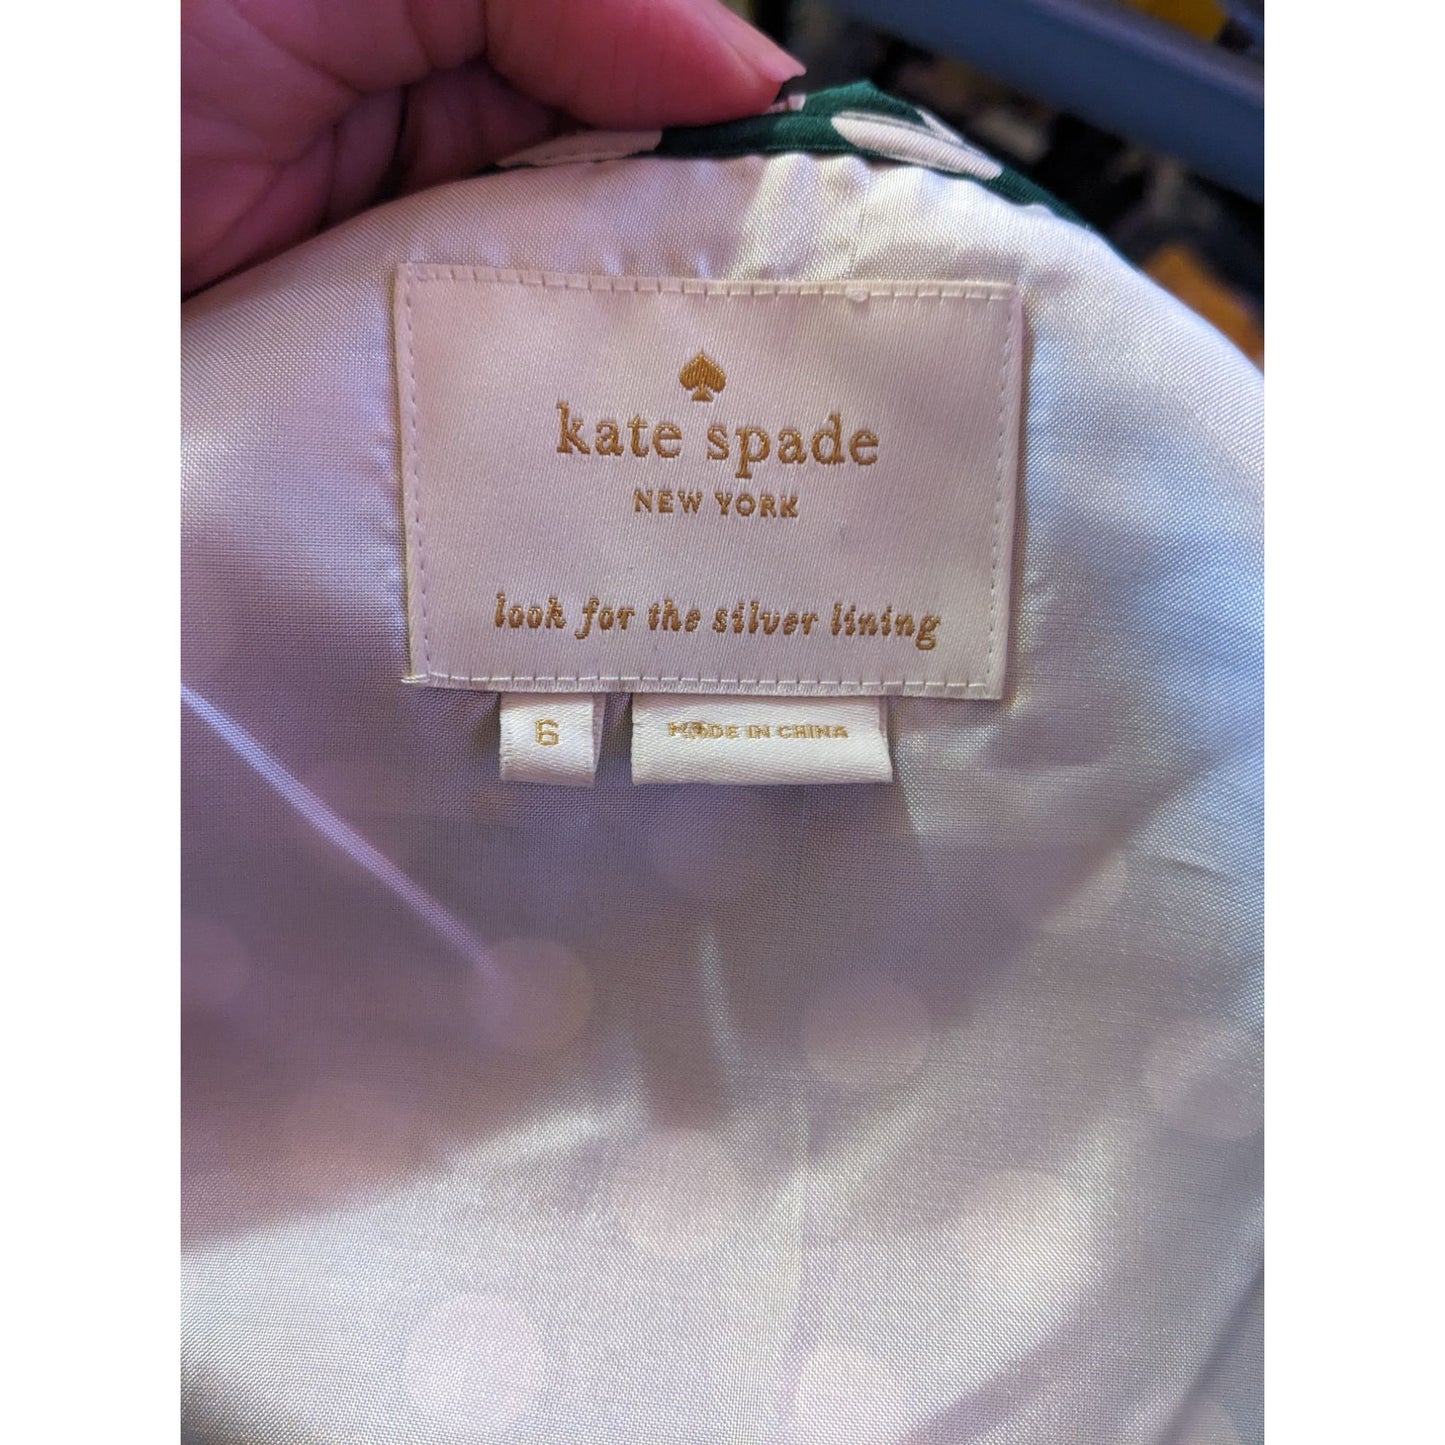 kate spade
NEW YORK
look for the silver lining
6
MADE IN CHINA